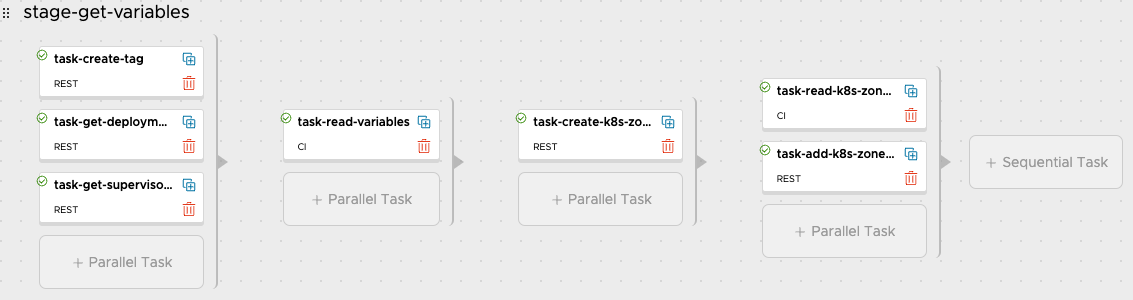 stage-get-variables
task-create-tag
REST
task-get-deploym...
REST
task-get-superviso...
REST
+ Parallel Task
task-read-variables
CI
+ Parallel Task
task-create-k8s-zo...
REST
+ Parallel Task
task-read-k8s-zon...
CI
task-add-k8s-zone...
REST
+ Parallel Task
+ Sequential Task